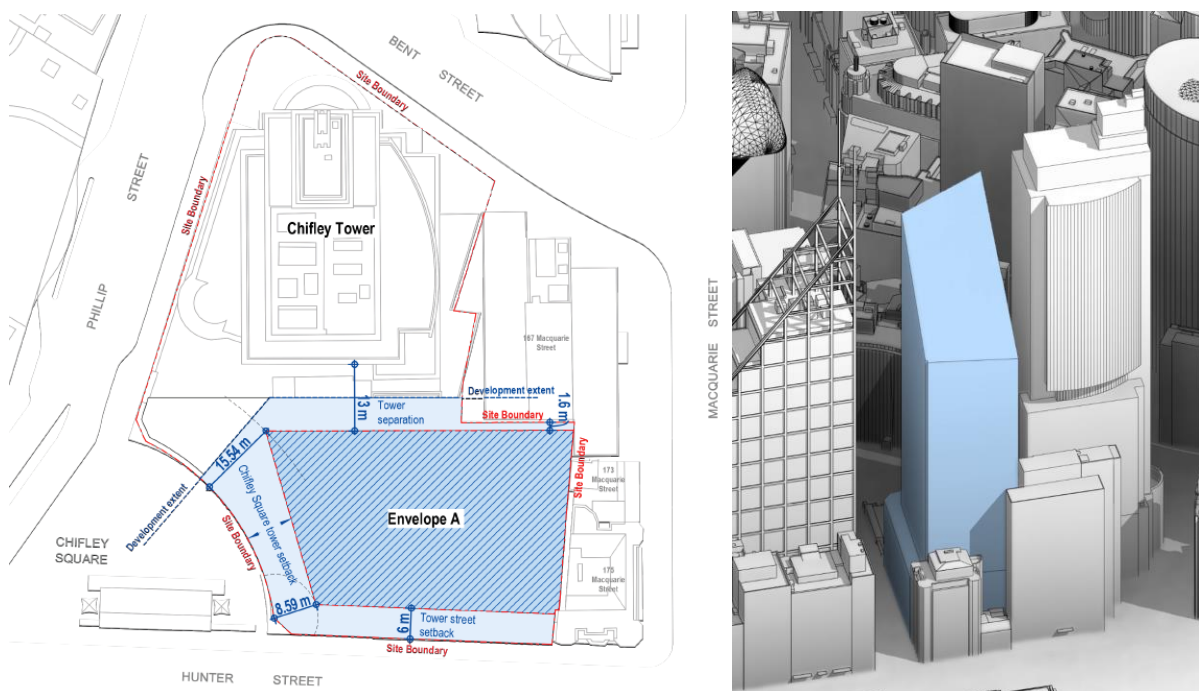 BENT
STREET
Site Boundary
STREET
PHILLIP
Site Boundary
Chifley Tower
167 Macquarie
Street
MACQUARIE STREET
Development extent
13 m
Tower
separation
1.6 m
Site Boundary
15.54 m
Chifley Square tower setback
Development extent
Site Boundary
Site Boundary
173
Macquarie
Street
Envelope A
CHIFLEY
SQUARE
175
Macquarie
Street
8.59 m
6 m
Tower street
setback
Site Boundary
HUNTER STREET